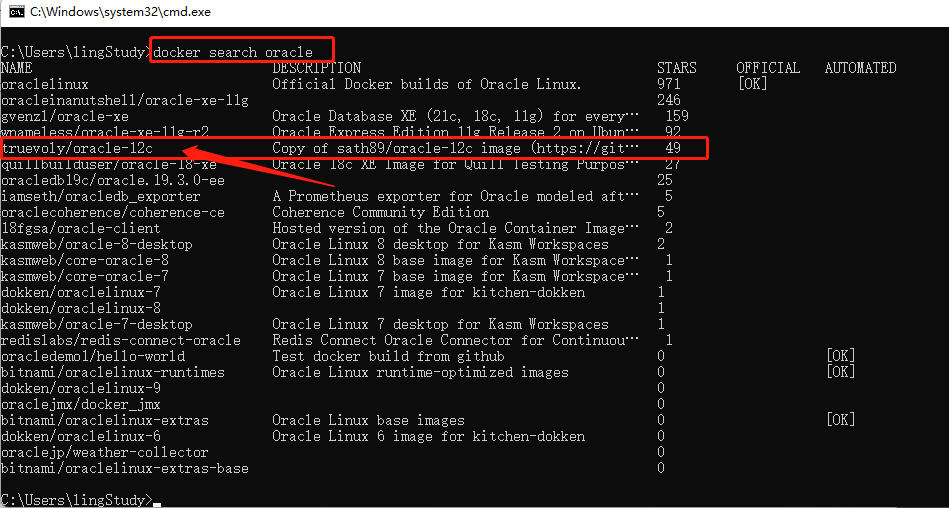 C:\Windows\system32\cmd.exe
C:\Users\lingStudy>docker search oracle
NAME DESCRIPTION STARS OFFICIAL AUTOMATED
oraclelinux Official Docker builds of Oracle Linux. 971 [OK]
oracleinanutshell/oracle-xe-11g 246
gvenzl/oracle-xe Oracle Database XE (21c, 18c, 11g) for every… 159
wnameless/oracle-xe-11g-r2 Oracle Express Edition 11g Release 2 on Ubun… 92
truevoly/oracle-12c Copy of sath89/oracle-12c image (https://git… 49
quillbuilduser/oracle-18-xe Oracle 18c XE Image for Quill Testing Purpos… 27
oracledb19c/oracle.19.3.0-ee 25
iamseth/oracledb_exporter A Prometheus exporter for Oracle modeled aft… 5
oraclecoherence/coherence-ce Coherence Community Edition 5
18fgsa/oracle-client Hosted version of the Oracle Container Image… 2
kasmweb/oracle-8-desktop Oracle Linux 8 desktop for Kasm Workspaces 2
kasmweb/core-oracle-8 Oracle Linux 8 base image for Kasm Workspace… 1
kasmweb/core-oracle-7 Oracle Linux 7 base image for Kasm Workspace… 1
dokken/oraclelinux-7 Oracle Linux 7 image for kitchen-dokken 1
dokken/oraclelinux-8 1
kasmweb/oracle-7-desktop Oracle Linux 7 desktop for Kasm Workspaces 1
redislabs/redis-connect-oracle Redis Connect Oracle Connector for Continuou… 1
oracledemo1/hello-world Test docker build from github 0 [OK]
bitnami/oraclelinux-runtimes Oracle Linux runtime-optimized images 0 [OK]
dokken/oraclelinux-9 0
oraclejmx/docker_jmx 0
bitnami/oraclelinux-extras Oracle Linux base images 0 [OK]
dokken/oraclelinux-6 Oracle Linux 6 image for kitchen-dokken 0
oraclejp/weather-collector 0
bitnami/oraclelinux-extras-base 0
C:\Users\lingStudy>